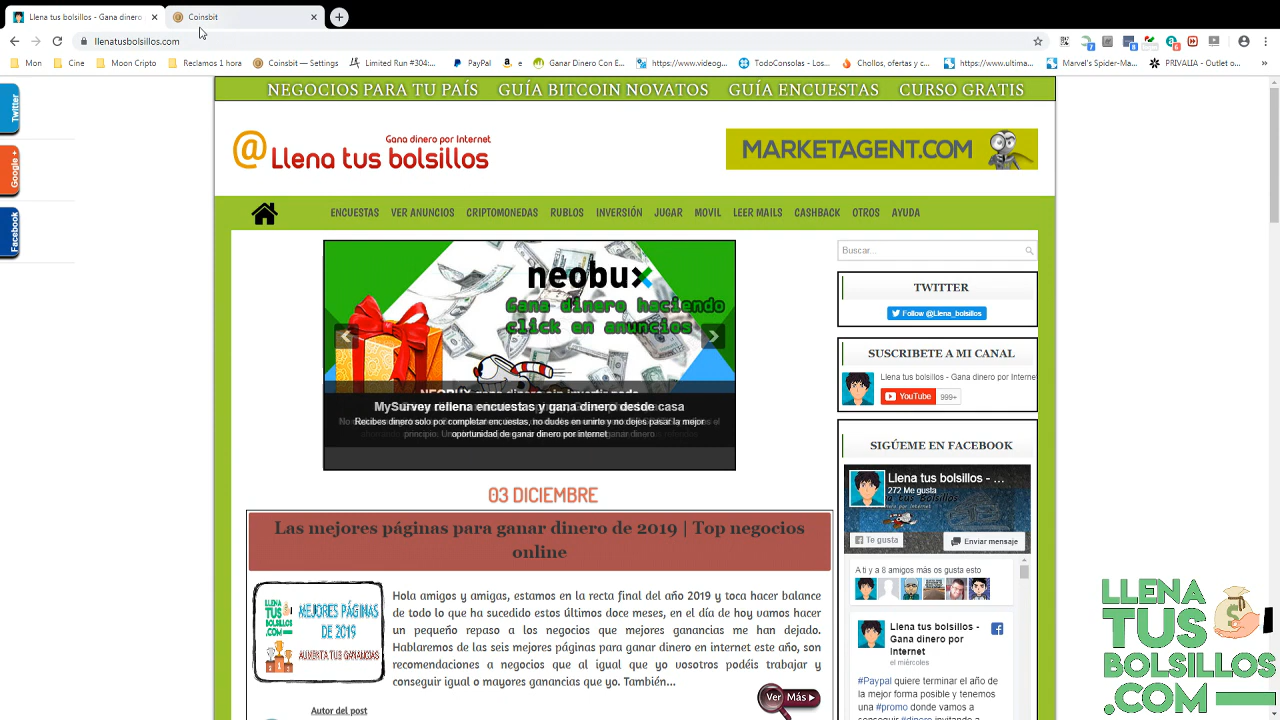 Llena tus bolsillos - Gana dinero
Coinsbit
llenatusbolsillos.com
Mon
Cine
Moon Cripto
Reclamos 1 hora
Coinsbit — Settings
Limited Run #304:...
PayPal
e
Ganar Dinero Con E...
https://www.videog...
TodoConsolas - Los...
Chollos, ofertas y c...
https://www.ultima...
Marvel's Spider-Ma...
PRIVALIA - Outlet o...
»
Twitter
Google +
Facebook
NEGOCIOS PARA TU PAÍS GUÍA BITCOIN NOVATOS GUÍA ENCUESTAS CURSO GRATIS
Gana dinero por Internet
@Llena tus bolsillos
MARKETAGENT.COM
ENCUESTAS VER ANUNCIOS CRIPTOMONEDAS RUBLOS INVERSIÓN JUGAR MOVIL LEER MAILS CASHBACK OTROS AYUDA
Buscar...
neobux
Gana dinero haciendo
click en anuncios
MySurvey rellena encuestas y gana dinero desde casa
Recibes dinero solo por completar encuestas, no dudes en unirte y no dejes pasar la mejor
oportunidad de ganar dinero por internet
TWITTER
Follow @Llena_bolsillos
SUSCRIBETE A MI CANAL
Llena tus bolsillos - Gana dinero por Internet
YouTube 999+
SIGÚEME EN FACEBOOK
Llena tus bolsillos - ...
272 Me gusta
Te gusta
Enviar mensaje
A ti y a 8 amigos más os gusta esto
Llena tus bolsillos -
Gana dinero por
Internet
el miércoles
#Paypal quiere terminar el año
de la mejor forma posible y tenemos
una #promo donde vamos a
03 DICIEMBRE
Las mejores páginas para ganar dinero de 2019 | Top negocios
online
LLENA
TUS
BOLSILLOS
.COM
MEJORES PÁGINAS
DE 2019
AUMENTA TUS GANANCIAS
Hola amigos y amigas, estamos en la recta final del año 2019 y toca hacer balance
de todo lo que ha sucedido estos últimos doce meses, en el día de hoy vamos hacer
un pequeño repaso a los negocios que mejores ganancias me han dejado.
Hablaremos de las seis mejores páginas para ganar dinero en internet este año, son
recomendaciones a negocios que al igual que yo vosotros podéis trabajar y
conseguir igual o mayores ganancias que yo. También...
Ver Más
Autor del post
LLENA
TUS
BOLSILLOS
.COM